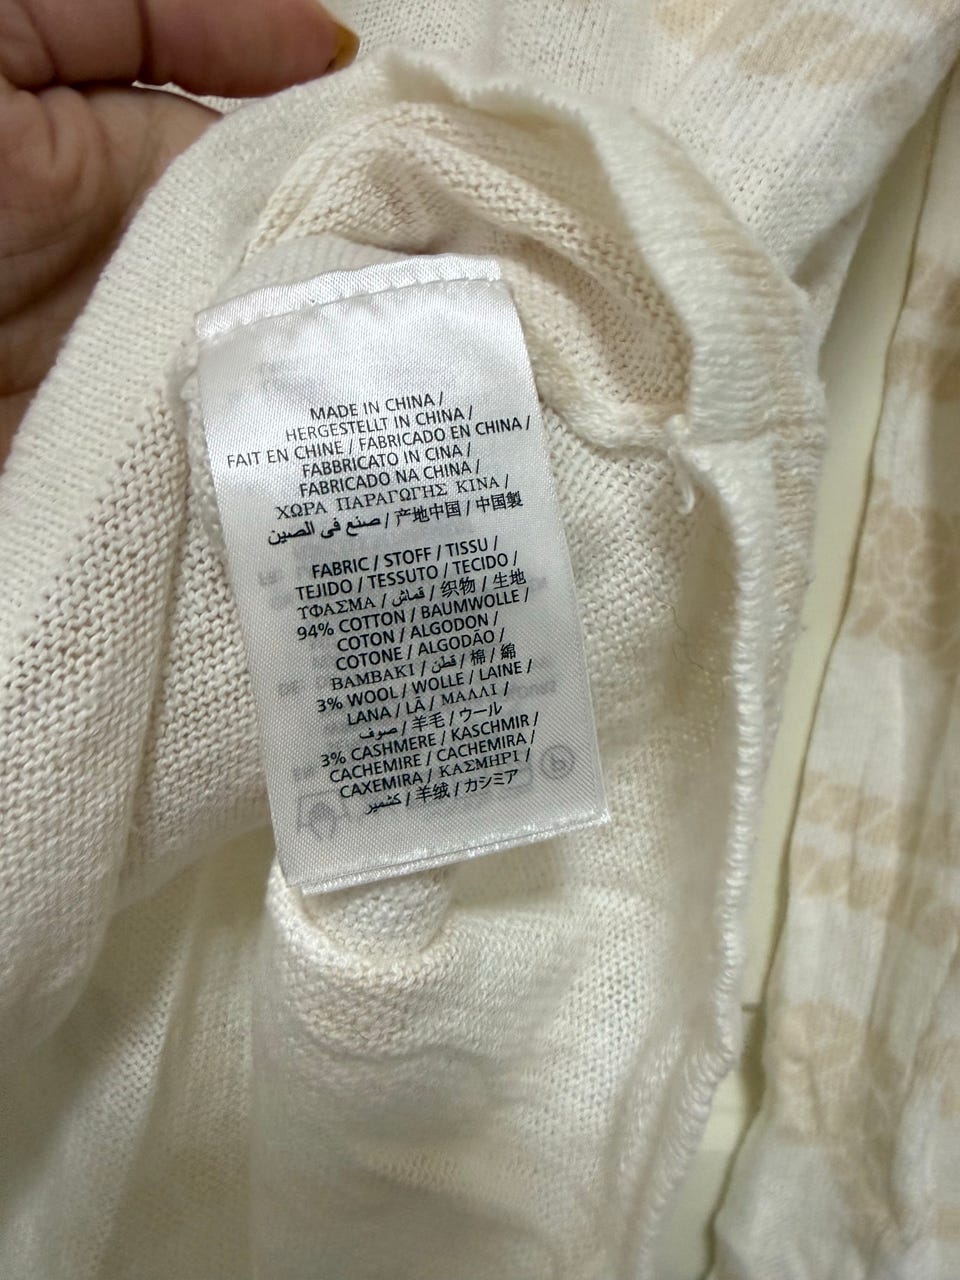 MADE IN CHINA /
HERGESTELLT IN CHINA /
FAIT EN CHINE / FABRICADO EN CHINA /
FABBRICATO IN CINA /
FABRICADO NA CHINA /
ΧΩΡΑ ΠΑΡΑΓΩΓΗΣ ΚΙΝΑ /
صنع في الصين / 产地中国 / 中国製
FABRIC / STOFF / TISSU /
TEJIDO / TESSUTO / TECIDO /
ΥΦΑΣΜΑ / قماش / 织物 / 生地
94% COTTON / BAUMWOLLE /
COTON / ALGODON /
COTONE / ALGODÃO /
ΒΑΜΒΑΚΙ / قطن / 棉 / 綿
3% WOOL / WOLLE / LAINE /
LANA / LÃ / ΜΑΛΛΙ /
صوف / 羊毛 / ウール
3% CASHMERE / KASCHMIR /
CACHEMIRE / CACHEMIRA /
CAXEMIRA / ΚΑΣΜΗΡΙ /
كشمير / 羊绒 / カシミア